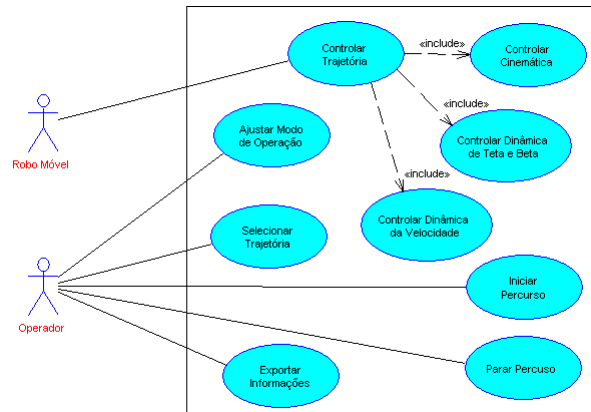 Controlar
Trajetória
«include»
Controlar
Cinemática
«include»
Ajustar Modo
de Operação
Controlar Dinâmica
de Teta e Beta
Robo Móvel
«include»
Selecionar
Trajetória
Controlar Dinâmica
da Velocidade
Iniciar
Percurso
Operador
Exportar
Informações
Parar Percuso